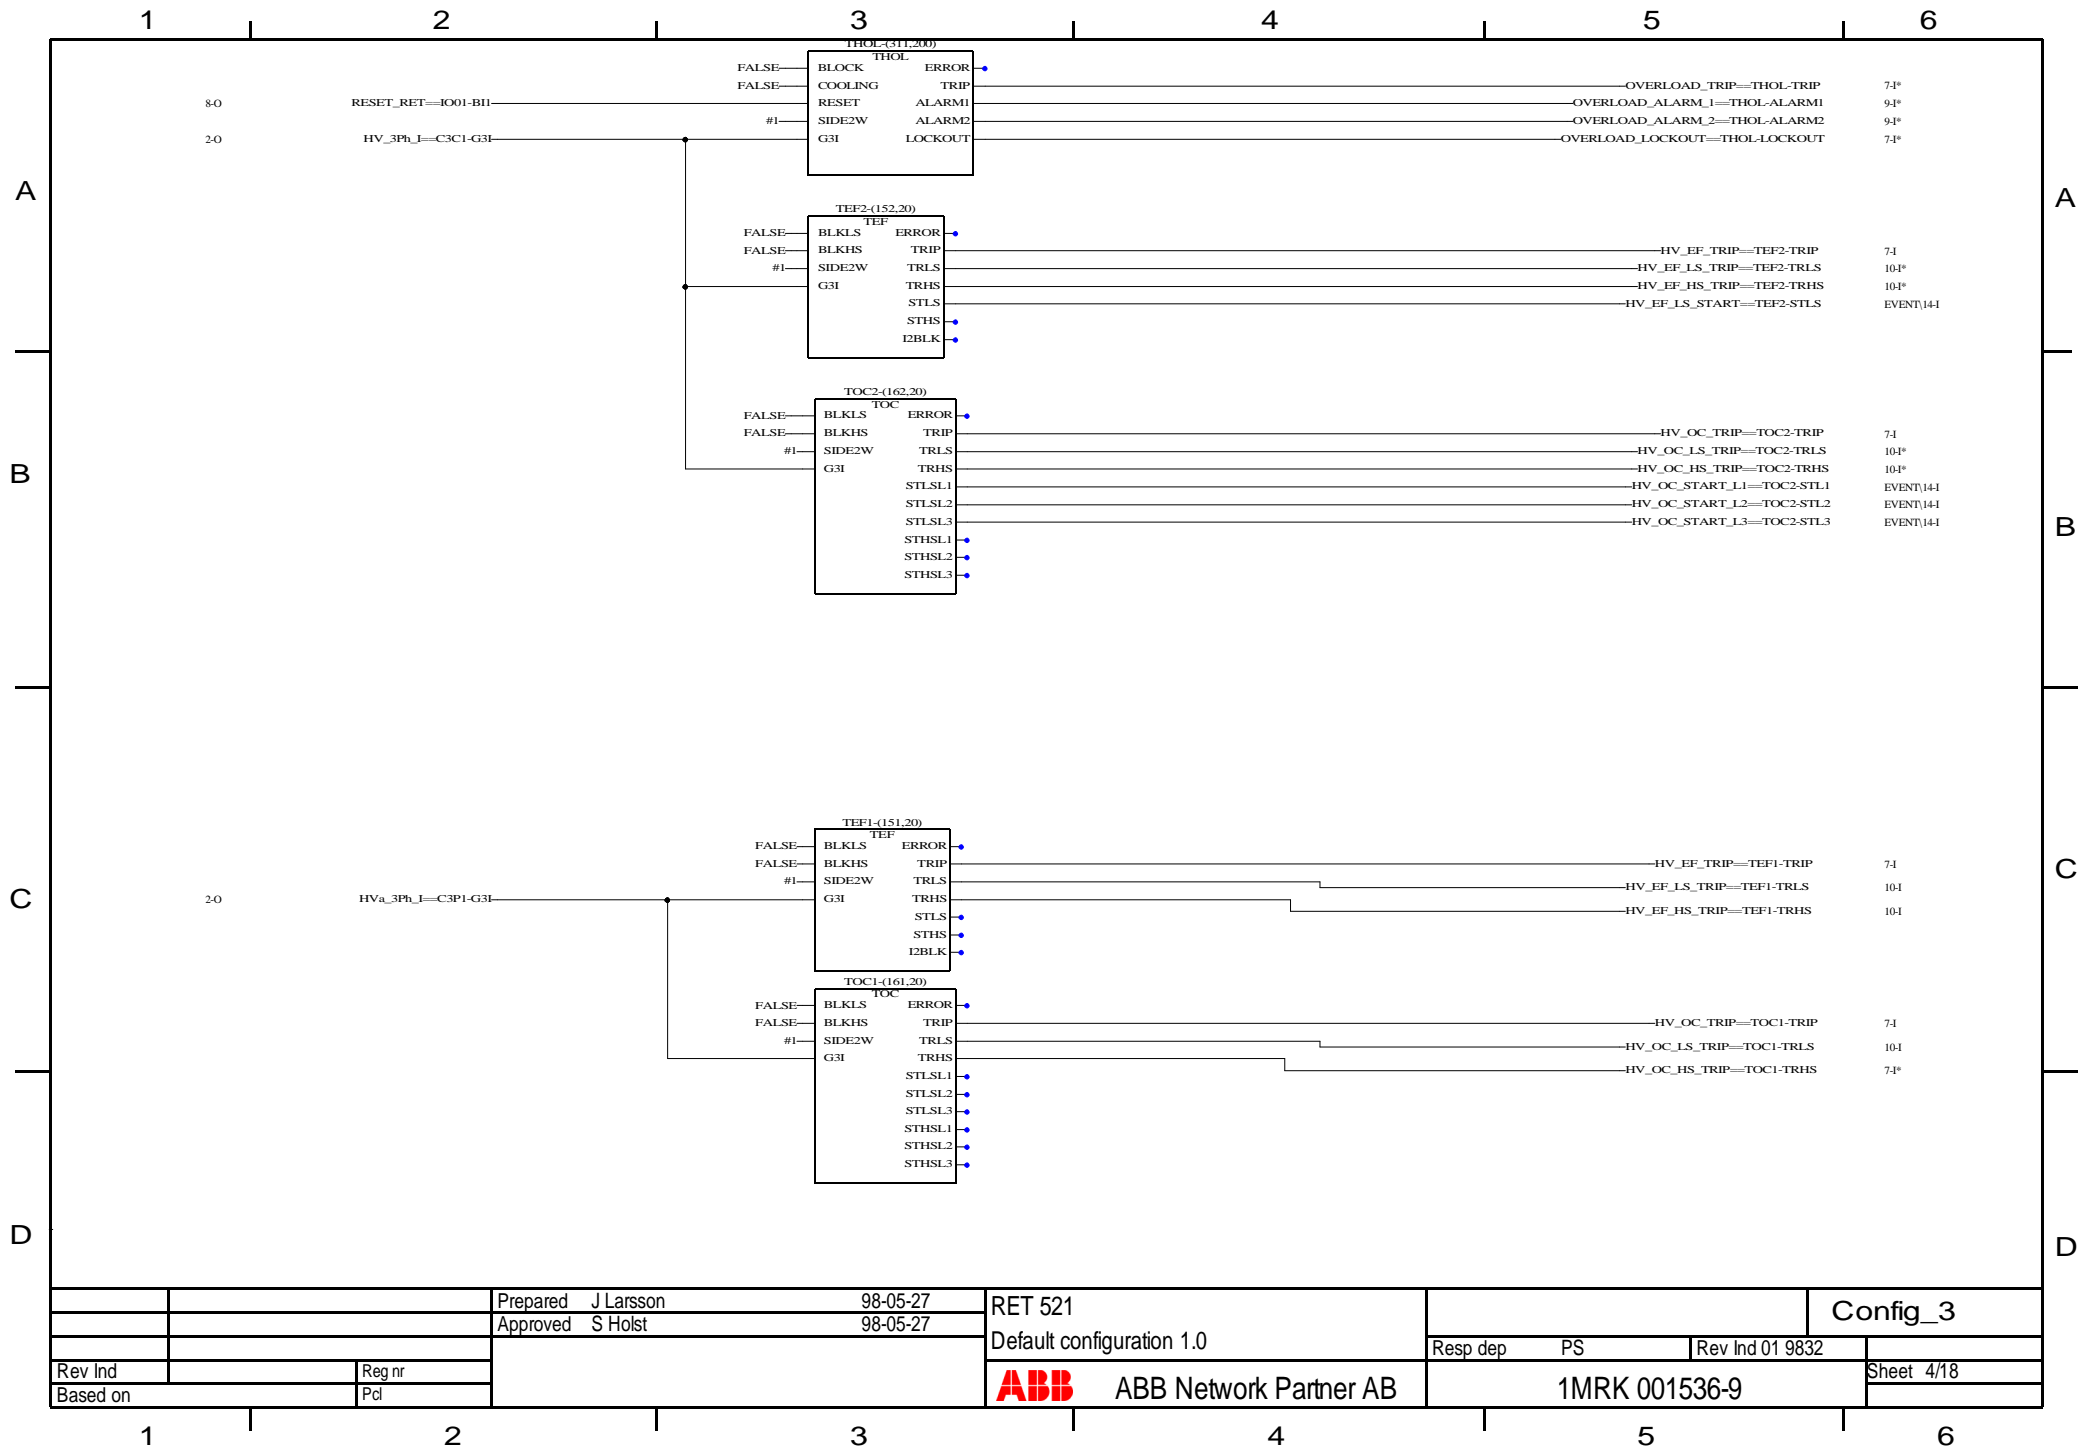 1 2 3 4 5 6
THOL-(311,200)
THOL
FALSE BLOCK ERROR
FALSE COOLING TRIP OVERLOAD_TRIP==THOL-TRIP 7-I*
8-O RESET_RET==IO01-BI1 RESET ALARM1 OVERLOAD_ALARM_1==THOL-ALARM1 9-I*
#1 SIDE2W ALARM2 OVERLOAD_ALARM_2==THOL-ALARM2 9-I*
2-O HV_3Ph_I==C3C1-G3I G3I LOCKOUT OVERLOAD_LOCKOUT==THOL-LOCKOUT 7-I*
A A
TEF2-(152,20)
TEF
FALSE BLKLS ERROR
FALSE BLKHS TRIP HV_EF_TRIP==TEF2-TRIP 7-I
#1 SIDE2W TRLS HV_EF_LS_TRIP==TEF2-TRLS 10-I*
G3I TRHS HV_EF_HS_TRIP==TEF2-TRHS 10-I*
STLS HV_EF_LS_START==TEF2-STLS EVENT\14-I
STHS
I2BLK
TOC2-(162,20)
TOC
FALSE BLKLS ERROR
FALSE BLKHS TRIP HV_OC_TRIP==TOC2-TRIP 7-I
#1 SIDE2W TRLS HV_OC_LS_TRIP==TOC2-TRLS 10-I*
G3I TRHS HV_OC_HS_TRIP==TOC2-TRHS 10-I*
B B
STLSL1 HV_OC_START_L1==TOC2-STL1 EVENT\14-I
STLSL2 HV_OC_START_L2==TOC2-STL2 EVENT\14-I
STLSL3 HV_OC_START_L3==TOC2-STL3 EVENT\14-I
STHSL1
STHSL2
STHSL3
TEF1-(151,20)
TEF
FALSE BLKLS ERROR
FALSE BLKHS TRIP HV_EF_TRIP==TEF1-TRIP 7-I
#1 SIDE2W TRLS HV_EF_LS_TRIP==TEF1-TRLS 10-I
C C
2-O HVa_3Ph_I==C3P1-G3I G3I TRHS HV_EF_HS_TRIP==TEF1-TRHS 10-I
STLS
STHS
I2BLK
TOC1-(161,20)
TOC
FALSE BLKLS ERROR
FALSE BLKHS TRIP HV_OC_TRIP==TOC1-TRIP 7-I
#1 SIDE2W TRLS HV_OC_LS_TRIP==TOC1-TRLS 10-I
G3I TRHS HV_OC_HS_TRIP==TOC1-TRHS 7-I*
STLSL1
STLSL2
STLSL3
STHSL1
STHSL2
STHSL3
D D
Prepared J Larsson 98-05-27
Approved S Holst 98-05-27
RET 521
Default configuration 1.0
Config_3
Resp dep PS Rev Ind 01 9832
Rev Ind Reg nr
Based on Pcl
ABB ABB Network Partner AB
1MRK 001536-9
Sheet 4/18
1 2 3 4 5 6